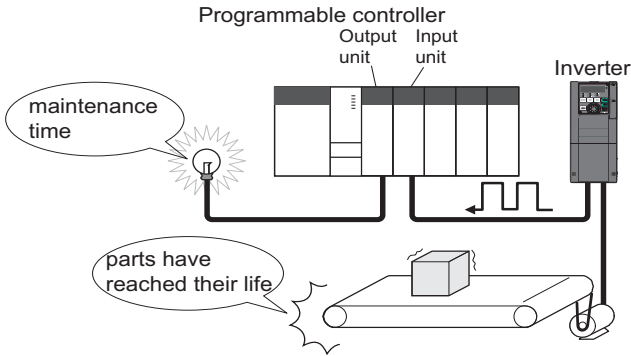 Programmable controller
Output
unit
Input
unit
Inverter
maintenance
time
parts have
reached their life